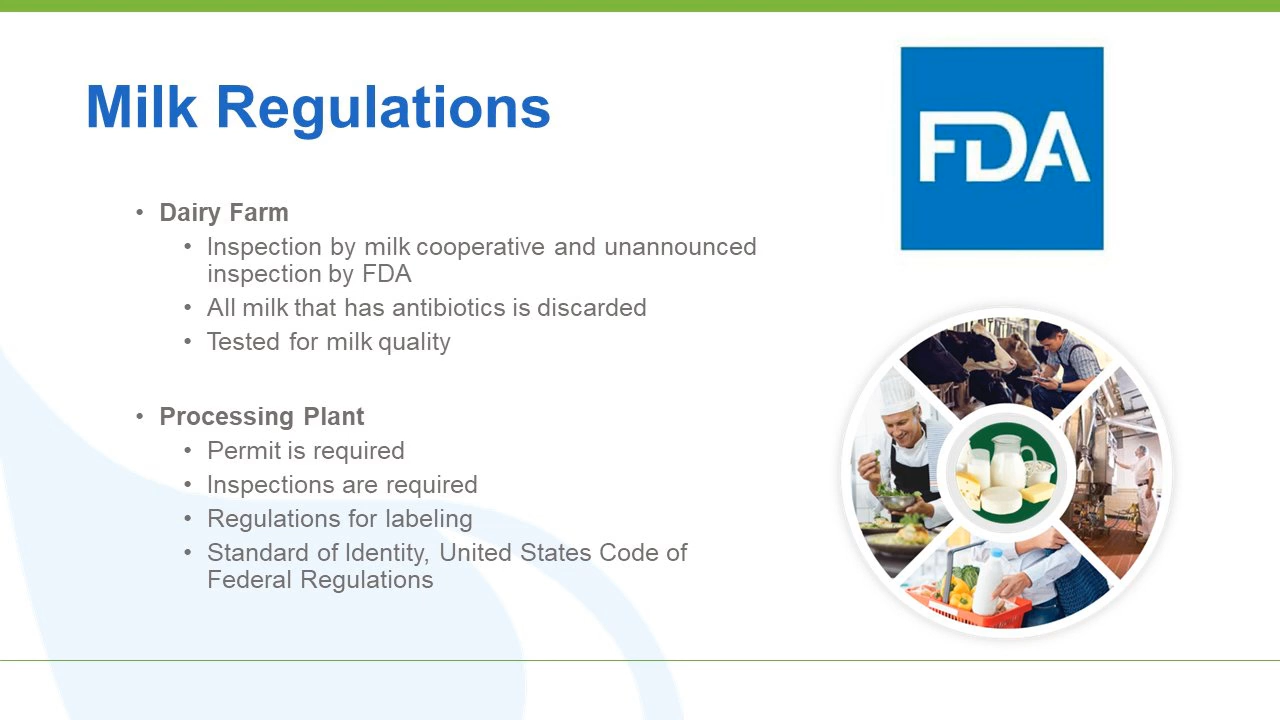 Milk Regulations
FDA
• Dairy Farm
• Inspection by milk cooperative and unannounced
inspection by FDA
• All milk that has antibiotics is discarded
• Tested for milk quality
• Processing Plant
• Permit is required
• Inspections are required
• Regulations for labeling
• Standard of Identity, United States Code of
Federal Regulations